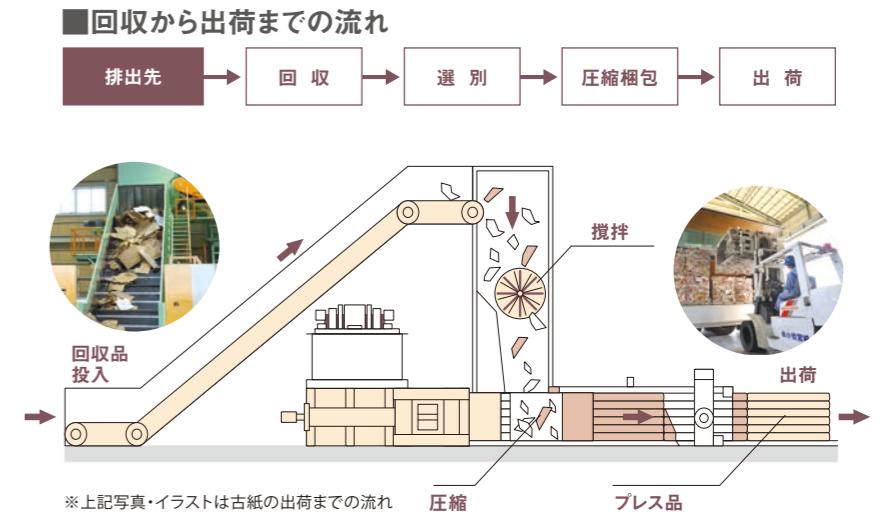 ■回収から出荷までの流れ
排出先
回 収
選 別
圧縮梱包
出 荷
撹拌
回収品
投入
出荷
圧縮
プレス品
※上記写真・イラストは古紙の出荷までの流れ